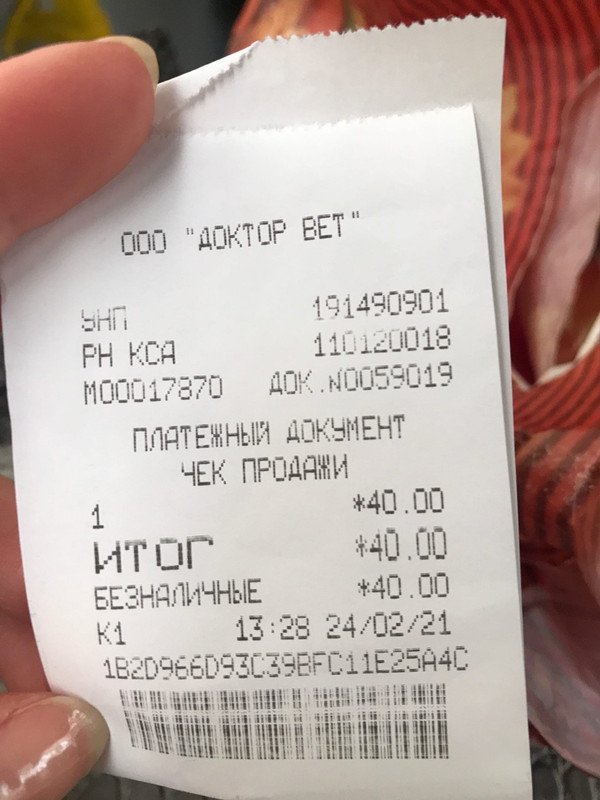 ООО "ДОКТОР ВЕТ"
УНП 191490901
РН КСА 110120018
М00017870 ДОК.N0059019
ПЛАТЕЖНЫЙ ДОКУМЕНТ
ЧЕК ПРОДАЖИ
1 *40.00
ИТОГ *40.00
БЕЗНАЛИЧНЫЕ *40.00
К1 13:28 24/02/21
1B2D966D93C39BFC11E25A4C